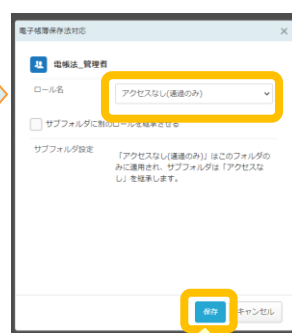 電子帳簿保存法対応
×
電帳法_管理者
ロール名
アクセスなし(通過のみ)
サブフォルダに別のロールを継承させる
サブフォルダ設定
「アクセスなし(通過のみ)」はこのフォルダの
みに適用され、サブフォルダは「アクセスな
し」を継承します。
保存
キャンセル